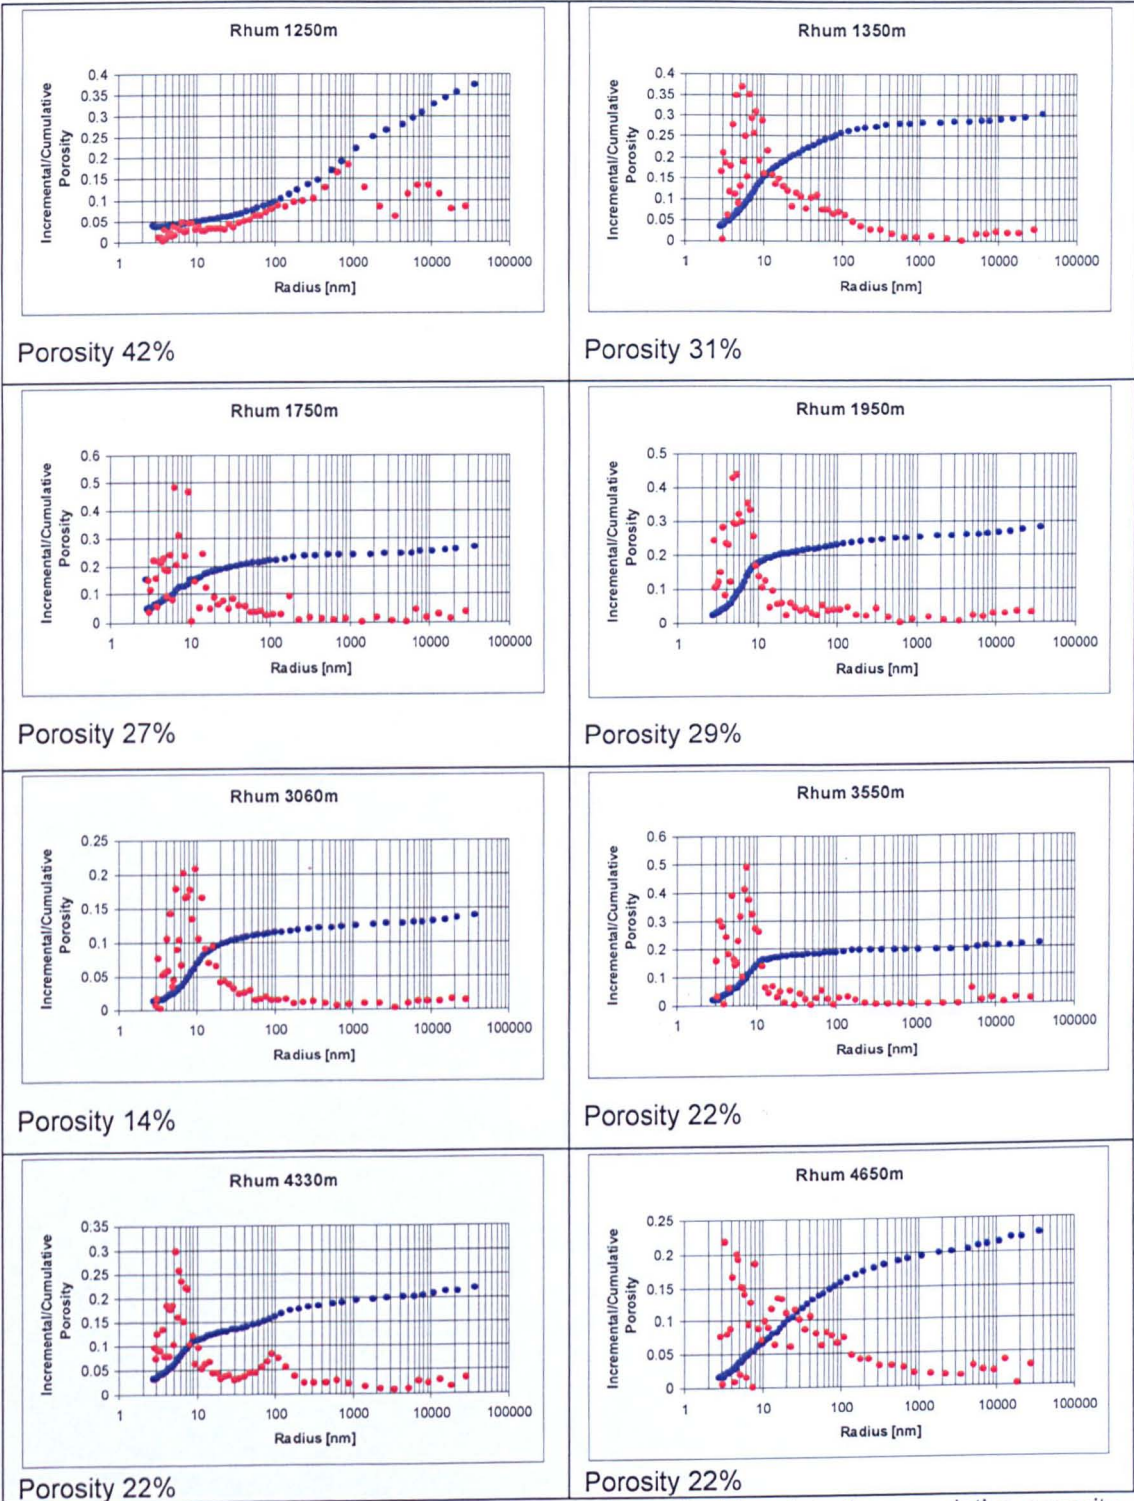 Rhum 1250m
Incremental/Cumulative
Porosity
0.4
0.35
0.3
0.25
0.2
0.15
0.1
0.05
0
1 10 100 1000 10000 100000
Radius [nm]
Porosity 42%
Rhum 1350m
Incremental/Cumulative
Porosity
0.4
0.35
0.3
0.25
0.2
0.15
0.1
0.05
0
1 10 100 1000 10000 100000
Radius [nm]
Porosity 31%
Rhum 1750m
Incremental/Cumulative
Porosity
0.6
0.5
0.4
0.3
0.2
0.1
0
1 10 100 1000 10000 100000
Radius [nm]
Porosity 27%
Rhum 1950m
Incremental/Cumulative
Porosity
0.5
0.4
0.3
0.2
0.1
0
1 10 100 1000 10000 100000
Radius [nm]
Porosity 29%
Rhum 3060m
Incremental/Cumulative
Porosity
0.25
0.2
0.15
0.1
0.05
0
1 10 100 1000 10000 100000
Radius [nm]
Porosity 14%
Rhum 3550m
Incremental/Cumulative
Porosity
0.6
0.5
0.4
0.3
0.2
0.1
0
1 10 100 1000 10000 100000
Radius [nm]
Porosity 22%
Rhum 4330m
Incremental/Cumulative
Porosity
0.35
0.3
0.25
0.2
0.15
0.1
0.05
0
1 10 100 1000 10000 100000
Radius [nm]
Porosity 22%
Rhum 4650m
Incremental/Cumulative
Porosity
0.25
0.2
0.15
0.1
0.05
0
1 10 100 1000 10000 100000
Radius [nm]
Porosity 22%